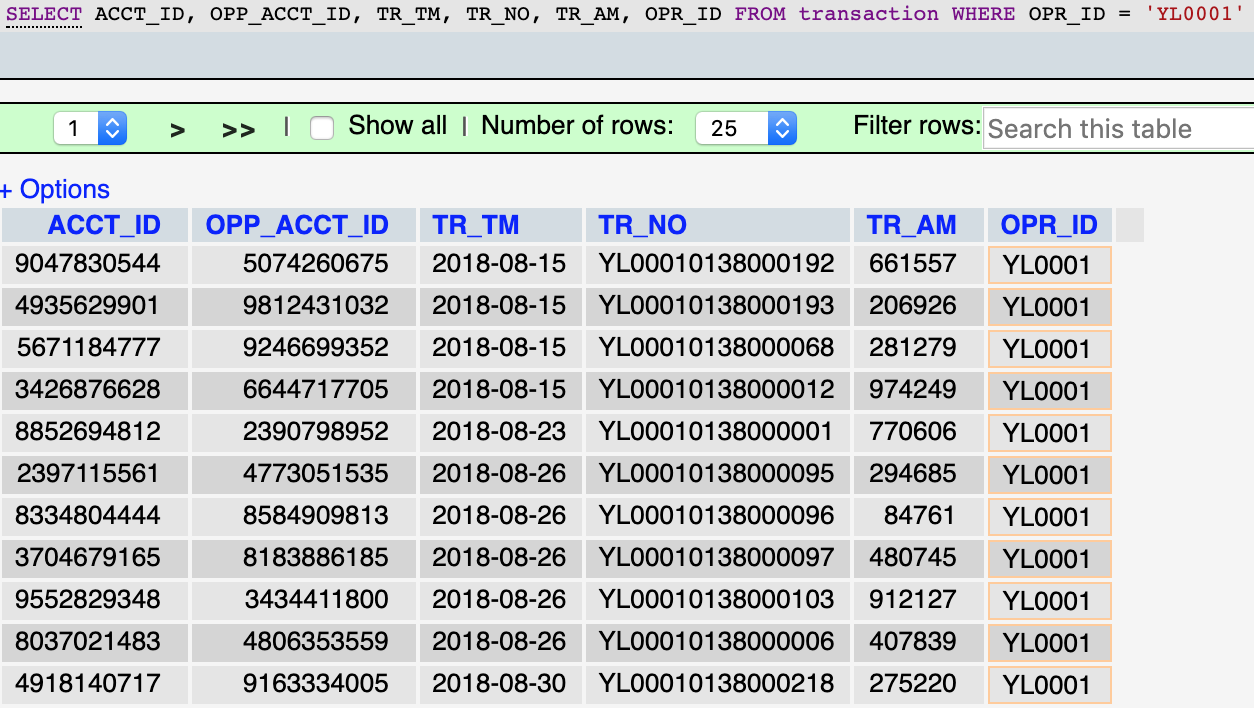 SELECT ACCT_ID, OPP_ACCT_ID, TR_TM, TR_NO, TR_AM, OPR_ID FROM transaction WHERE OPR_ID = 'YL0001'
1 > >> | Show all | Number of rows: 25 Filter rows: Search this table
+ Options
ACCT_ID OPP_ACCT_ID TR_TM TR_NO TR_AM OPR_ID
9047830544 5074260675 2018-08-15 YL00010138000192 661557 YL0001
4935629901 9812431032 2018-08-15 YL00010138000193 206926 YL0001
5671184777 9246699352 2018-08-15 YL00010138000068 281279 YL0001
3426876628 6644717705 2018-08-15 YL00010138000012 974249 YL0001
8852694812 2390798952 2018-08-23 YL00010138000001 770606 YL0001
2397115561 4773051535 2018-08-26 YL00010138000095 294685 YL0001
8334804444 8584909813 2018-08-26 YL00010138000096 84761 YL0001
3704679165 8183886185 2018-08-26 YL00010138000097 480745 YL0001
9552829348 3434411800 2018-08-26 YL00010138000103 912127 YL0001
8037021483 4806353559 2018-08-26 YL00010138000006 407839 YL0001
4918140717 9163334005 2018-08-30 YL00010138000218 275220 YL0001